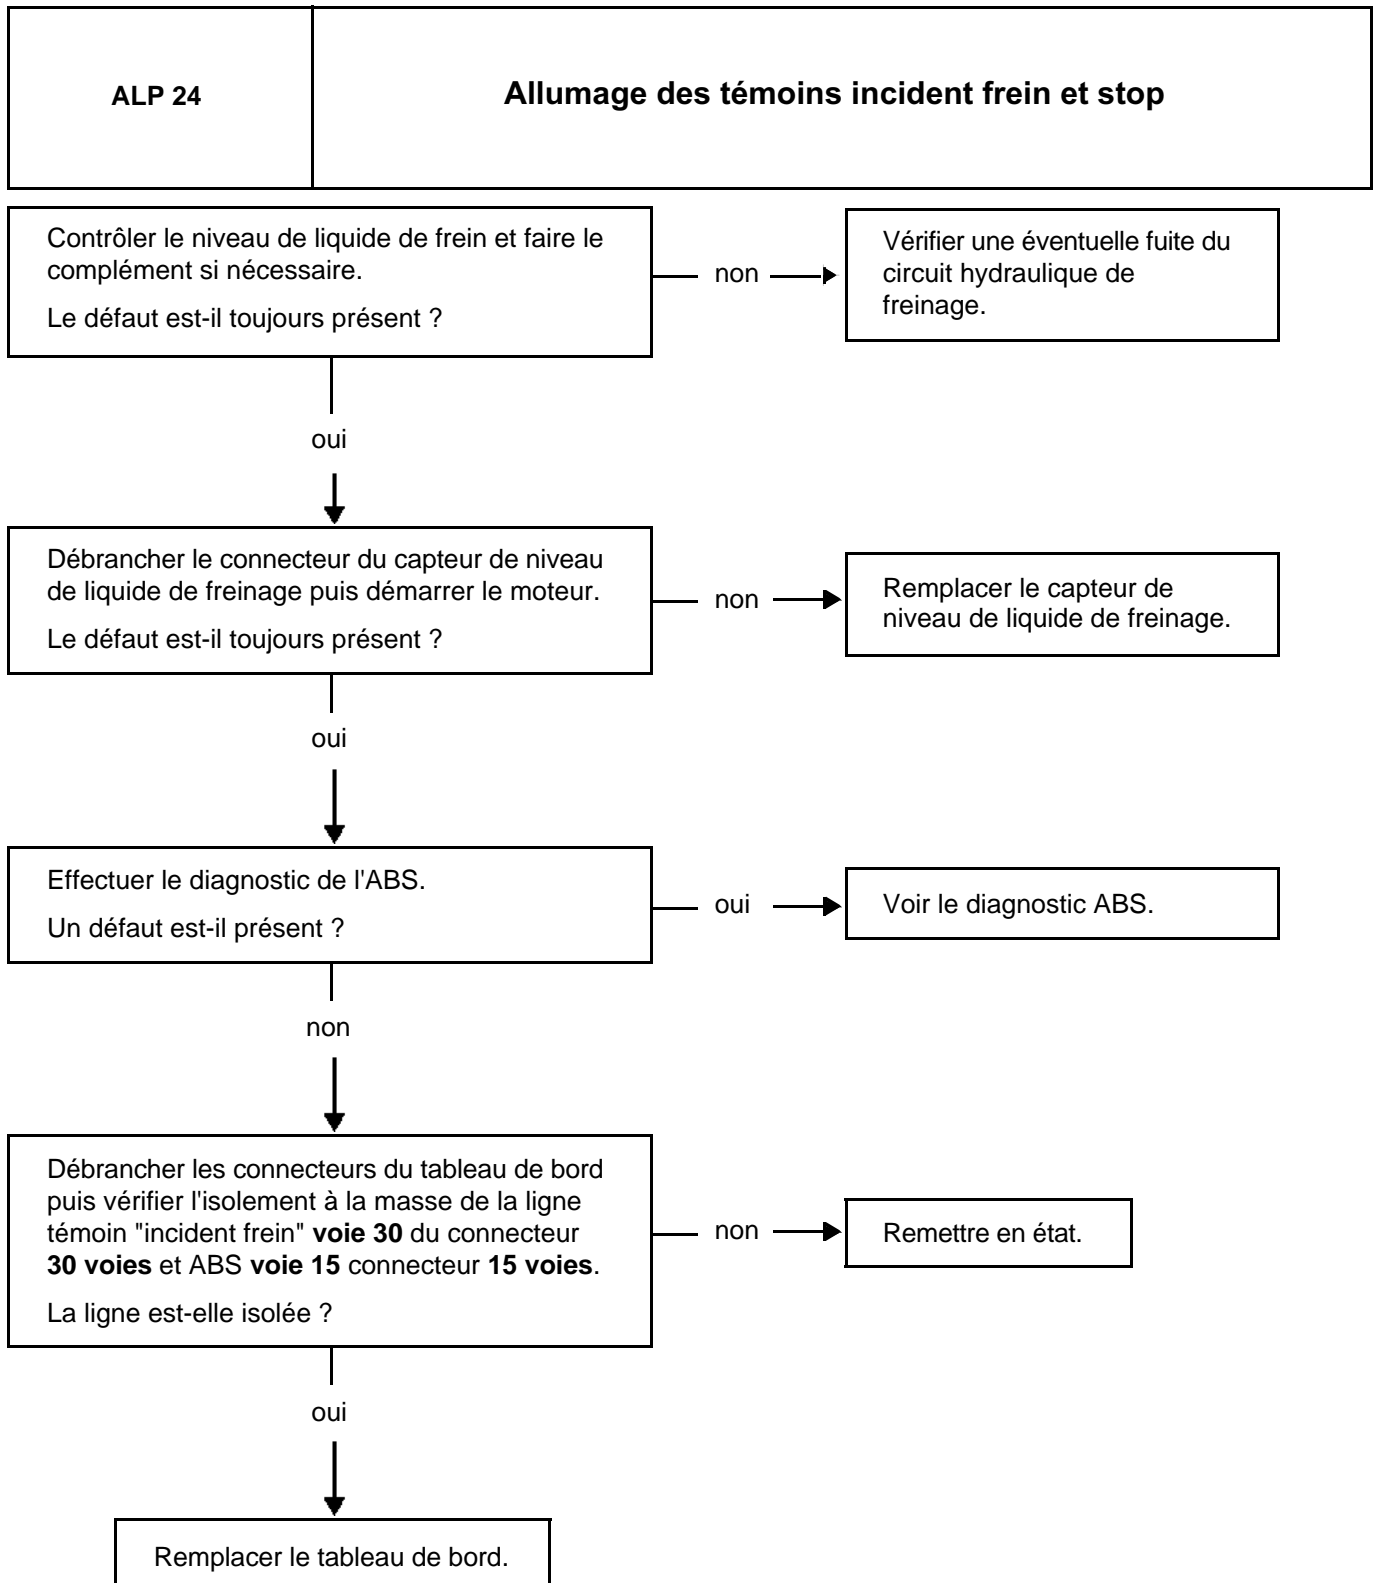 ALP 24
Allumage des témoins incident frein et stop
Contrôler le niveau de liquide de frein et faire le
complément si nécessaire.
Le défaut est-il toujours présent ?
non
Vérifier une éventuelle fuite du
circuit hydraulique de
freinage.
oui
Débrancher le connecteur du capteur de niveau
de liquide de freinage puis démarrer le moteur.
Le défaut est-il toujours présent ?
non
Remplacer le capteur de
niveau de liquide de freinage.
oui
Effectuer le diagnostic de l'ABS.
Un défaut est-il présent ?
oui
Voir le diagnostic ABS.
non
Débrancher les connecteurs du tableau de bord
puis vérifier l'isolement à la masse de la ligne
témoin "incident frein" voie 30 du connecteur
30 voies et ABS voie 15 connecteur 15 voies.
La ligne est-elle isolée ?
non
Remettre en état.
oui
Remplacer le tableau de bord.